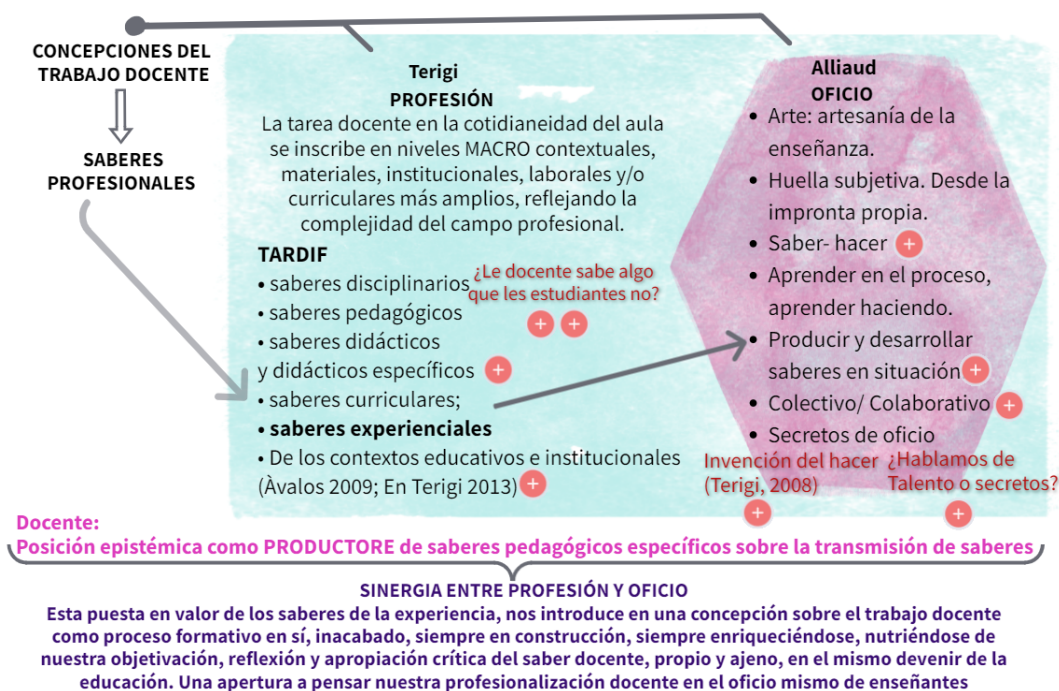 CONCEPCIONES DEL
TRABAJO DOCENTE
SABERES
PROFESIONALES
Terigi
PROFESIÓN
La tarea docente en la cotidianeidad del aula
se inscribe en niveles MACRO contextuales,
materiales, institucionales, laborales y/o
curriculares más amplios, reflejando la
complejidad del campo profesional.
TARDIF
• saberes disciplinarios
• saberes pedagógicos
• saberes didácticos
y didácticos específicos
• saberes curriculares;
• saberes experienciales
• De los contextos educativos e institucionales
(Àvalos 2009; En Terigi 2013)
¿Le docente sabe algo
que les estudiantes no?
Alliaud
OFICIO
• Arte: artesanía de la
enseñanza.
• Huella subjetiva. Desde la
impronta propia.
• Saber- hacer
• Aprender en el proceso,
aprender haciendo.
• Producir y desarrollar
saberes en situación
• Colectivo/ Colaborativo
• Secretos de oficio
Invención del hacer
(Terigi, 2008)
¿Hablamos de
Talento o secretos?
Docente:
Posición epistémica como PRODUCTORE de saberes pedagógicos específicos sobre la transmisión de saberes
SINERGIA ENTRE PROFESIÓN Y OFICIO
Esta puesta en valor de los saberes de la experiencia, nos introduce en una concepción sobre el trabajo docente
como proceso formativo en sí, inacabado, siempre en construcción, siempre enriqueciéndose, nutriéndose de
nuestra objetivación, reflexión y apropiación crítica del saber docente, propio y ajeno, en el mismo devenir de la
educación. Una apertura a pensar nuestra profesionalización docente en el oficio mismo de enseñantes